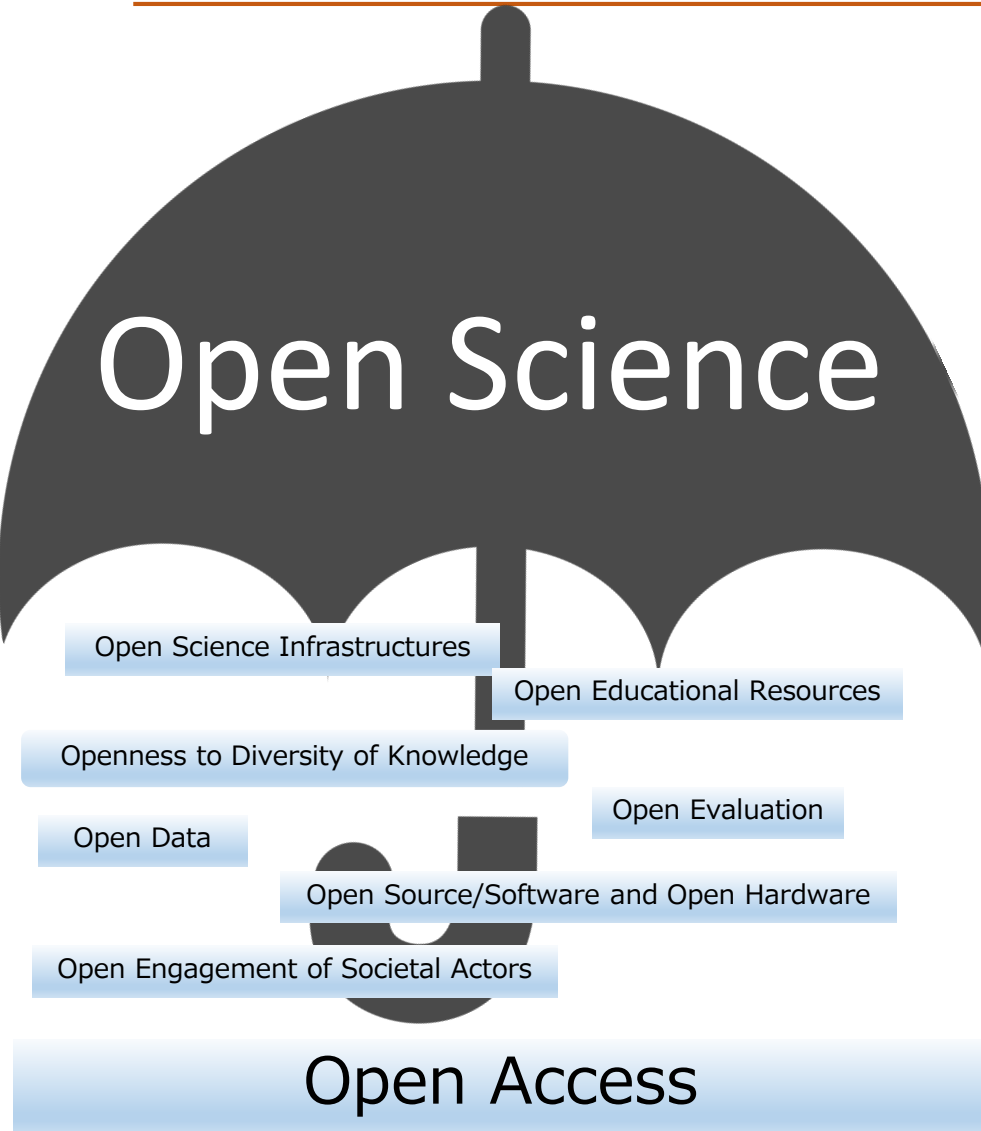 Open Science
Open Science Infrastructures
Open Educational Resources
Openness to Diversity of Knowledge
Open Evaluation
Open Data
Open Source/Software and Open Hardware
Open Engagement of Societal Actors
Open Access